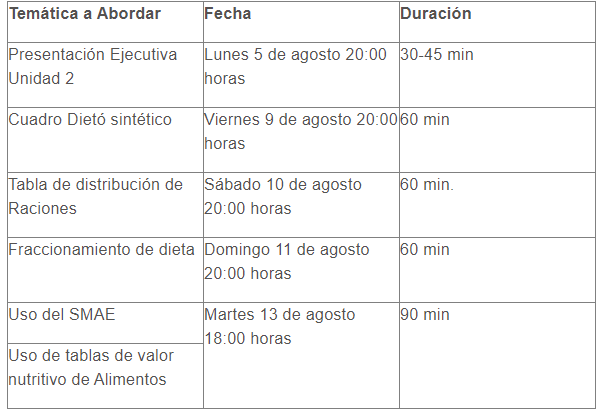 Temática a Abordar Fecha Duración
Presentación Ejecutiva Lunes 5 de agosto 20:00 30-45 min
Unidad 2 horas
Cuadro Dietó sintético Viernes 9 de agosto 20:00 60 min
horas
Tabla de distribución de Sábado 10 de agosto 60 min.
Raciones 20:00 horas
Fraccionamiento de dieta Domingo 11 de agosto 60 min
20:00 horas
Uso del SMAE Martes 13 de agosto 90 min
18:00 horas
Uso de tablas de valor
nutritivo de Alimentos